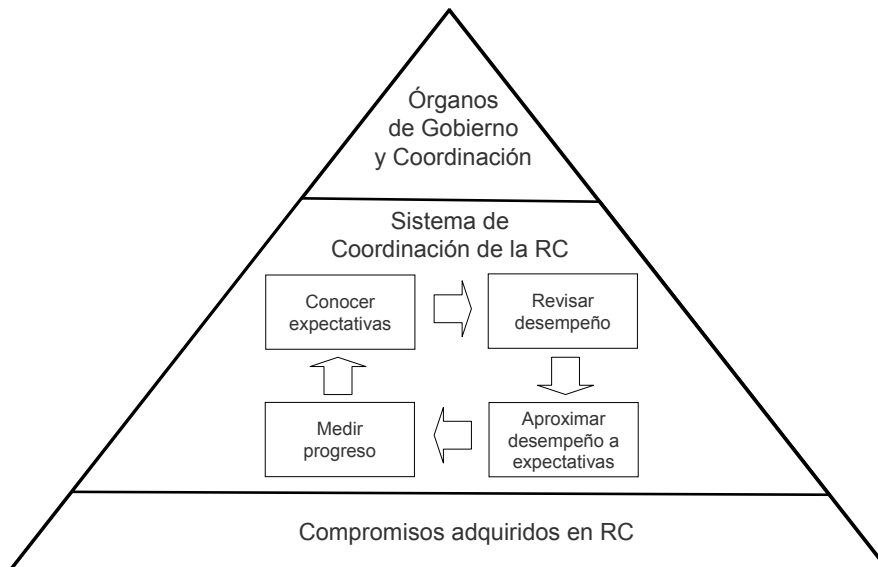 Órganos
de Gobierno
y Coordinación
Sistema de
Coordinación de la RC
Conocer
expectativas
Revisar
desempeño
Medir
progreso
Aproximar
desempeño a
expectativas
Compromisos adquiridos en RC